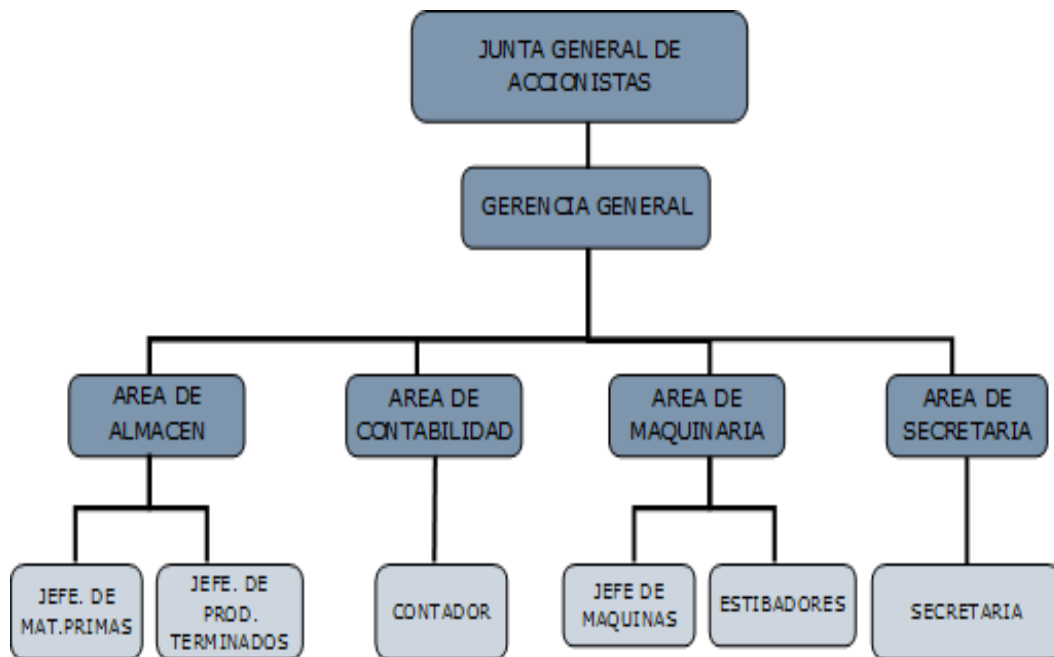 JUNTA GENERAL DE
ACCIONISTAS
GERENCIA GENERAL
AREA DE
ALMACEN
AREA DE
CONTABILIDAD
AREA DE
MAQUINARIA
AREA DE
SECRETARIA
JEFE. DE
MAT.PRIMAS
JEFE. DE
PROD.
TERMINADOS
CONTADOR
JEFE DE
MAQUINAS
ESTIBADORES
SECRETARIA